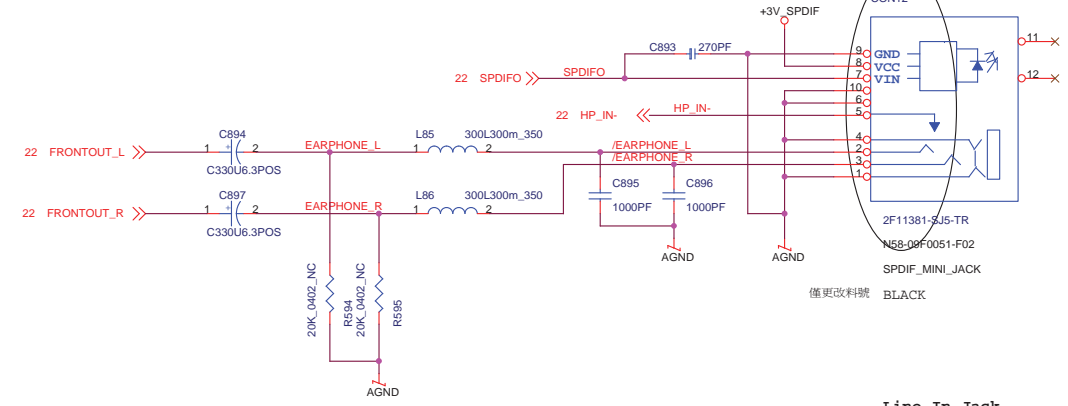 +3V_SPDIF
C893 270PF
22 SPDIFO SPDIFO
22 HP_IN- HP_IN-
9 GND
8 VCC
7 VIN
10
6
5
4
2
3
1
11
12
C894
22 FRONTOUT_L 1 2 EARPHONE_L
C330U6.3POS
L85 300L300m_350
1 2 /EARPHONE_L
/EARPHONE_R
C897
22 FRONTOUT_R 1 2 EARPHONE_R
C330U6.3POS
L86 300L300m_350
1 2
C895
1000PF
C896
1000PF
AGND
AGND
20K_0402_NC
R594
20K_0402_NC
R595
AGND
2F11381-SJ5-TR
N58-09F0051-F02
SPDIF_MINI_JACK
僅更改料號 BLACK